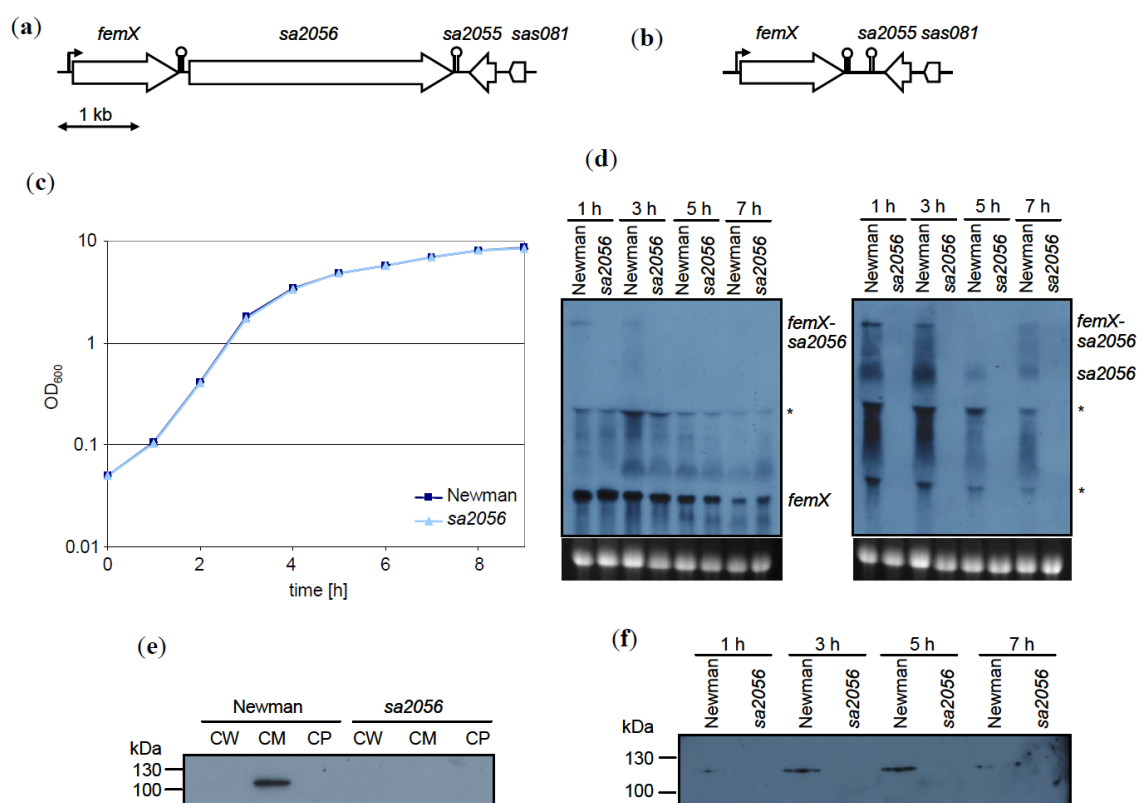 (a)
femX sa2056 sa2055 sas081
1 kb
(b)
femX sa2055 sas081
(c)
10
1
0.1
0.01
OD600
0 2 4 6 8
time [h]
Newman
sa2056
(d)
1 h 3 h 5 h 7 h
Newman sa2056 Newman sa2056 Newman sa2056 Newman sa2056
femX-
sa2056
*
femX
1 h 3 h 5 h 7 h
Newman sa2056 Newman sa2056 Newman sa2056 Newman sa2056
femX-
sa2056
sa2056
*
*
(e)
Newman sa2056
kDa CW CM CP CW CM CP
130
100
(f)
1 h 3 h 5 h 7 h
Newman sa2056 Newman sa2056 Newman sa2056 Newman sa2056
kDa
130
100